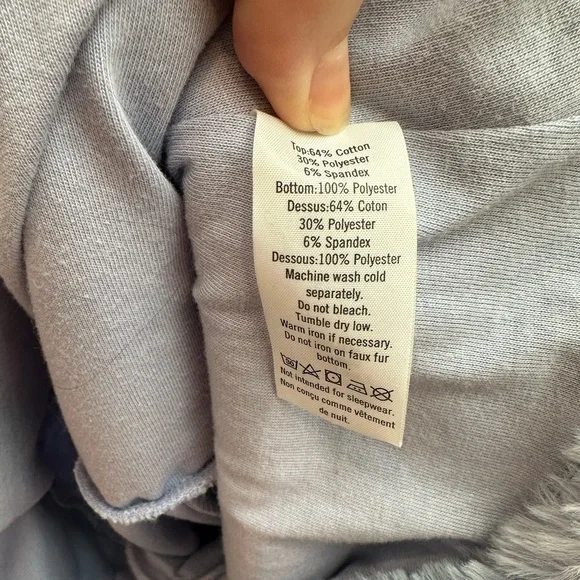 Top:64% Cotton
30% Polyester
6% Spandex
Bottom:100% Polyester
Dessus:64% Coton
30% Polyester
6% Spandex
Dessous:100% Polyester
Machine wash cold
separately.
Do not bleach.
Tumble dry low.
Warm iron if necessary.
Do not iron on faux fur
bottom.
Not intended for sleepwear.
Non conçu comme vêtement
de nuit.